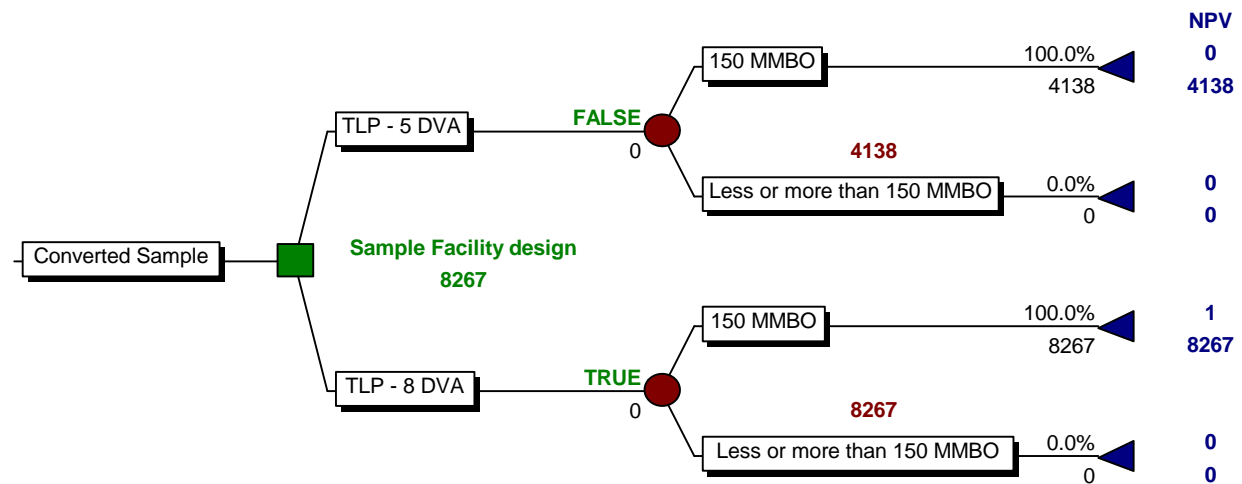 NPV
150 MMBO 100.0% 0
4138 4138
TLP - 5 DVA FALSE
0 4138
Less or more than 150 MMBO 0.0% 0
0 0
Converted Sample Sample Facility design
8267
150 MMBO 100.0% 1
8267 8267
TLP - 8 DVA TRUE
0 8267
Less or more than 150 MMBO 0.0% 0
0 0